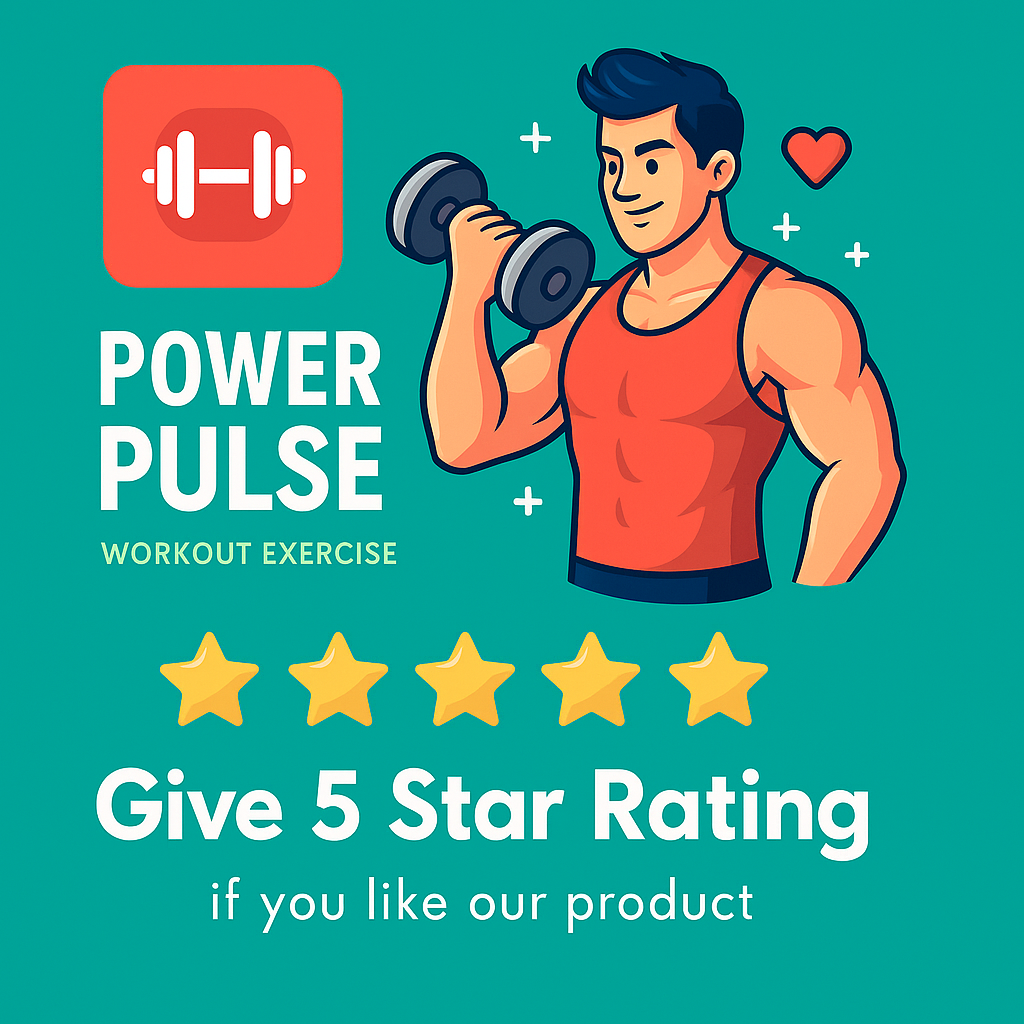 POWER
PULSE
WORKOUT EXERCISE
Give 5 Star Rating
if you like our product